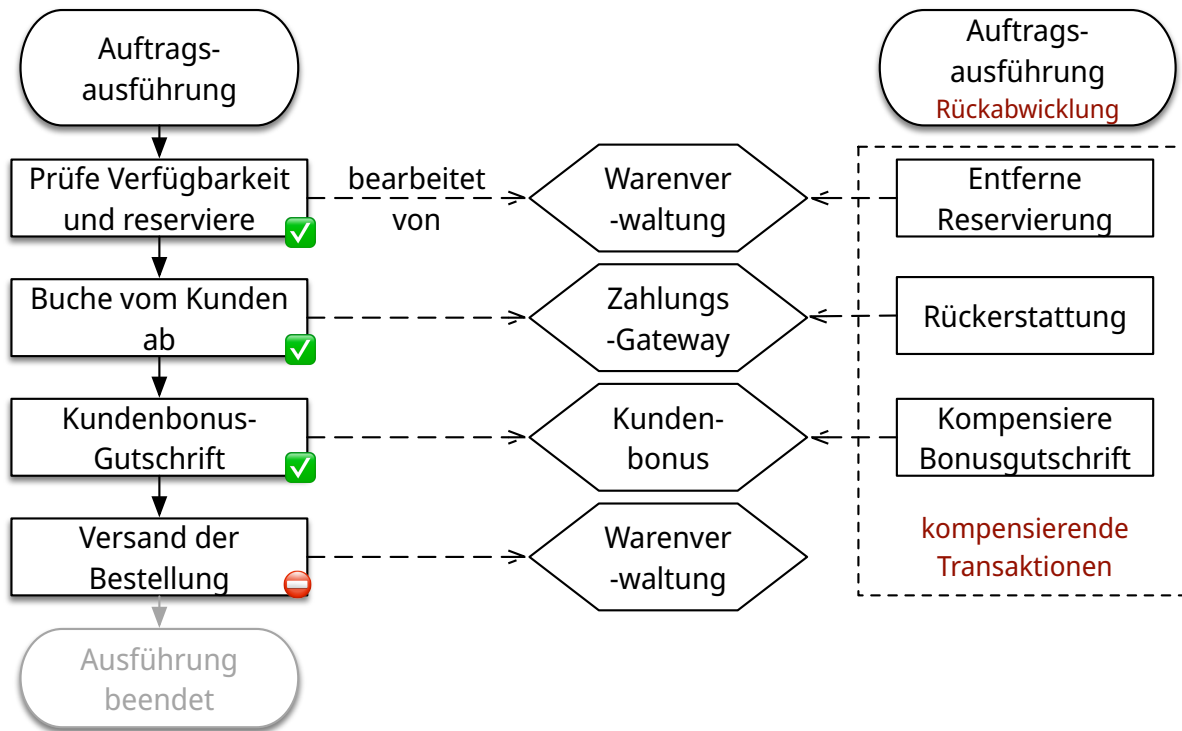 Auftrags-
ausführung
Auftrags-
ausführung
Rückabwicklung
Prüfe Verfügbarkeit
und reserviere
bearbeitet
von
Warenver
-waltung
Entferne
Reservierung
Buche vom Kunden
ab
Zahlungs
-Gateway
Rückerstattung
Kundenbonus-
Gutschrift
Kunden-
bonus
Kompensiere
Bonusgutschrift
Versand der
Bestellung
Warenver
-waltung
kompensierende
Transaktionen
Ausführung
beendet